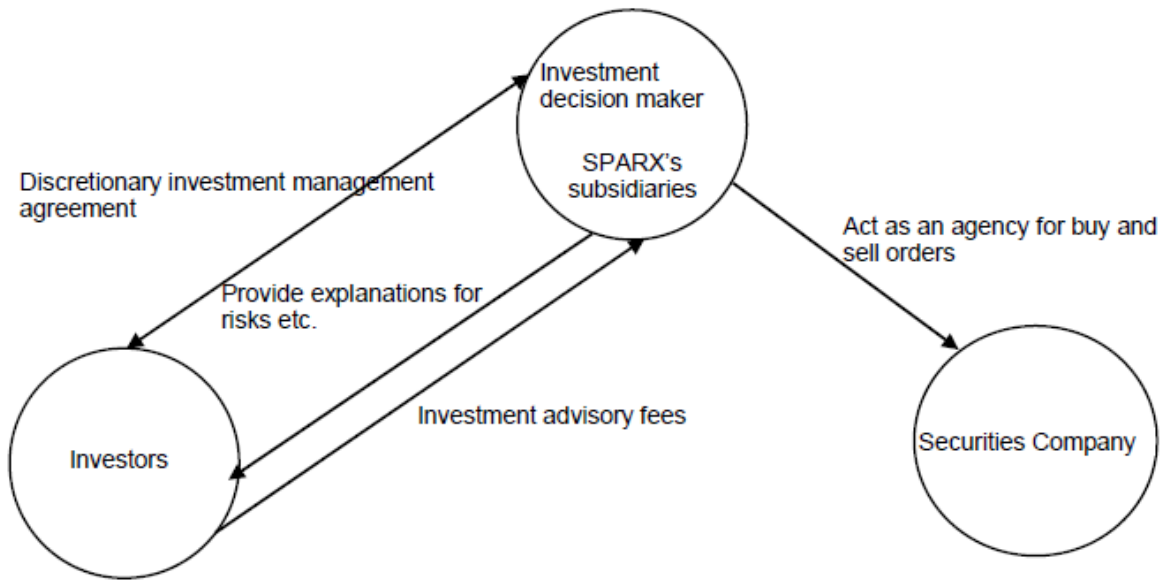 Investment
decision maker
SPARX's
subsidiaries
Discretionary investment management
agreement
Act as an agency for buy and
sell orders
Provide explanations for
risks etc.
Investment advisory fees
Investors
Securities Company